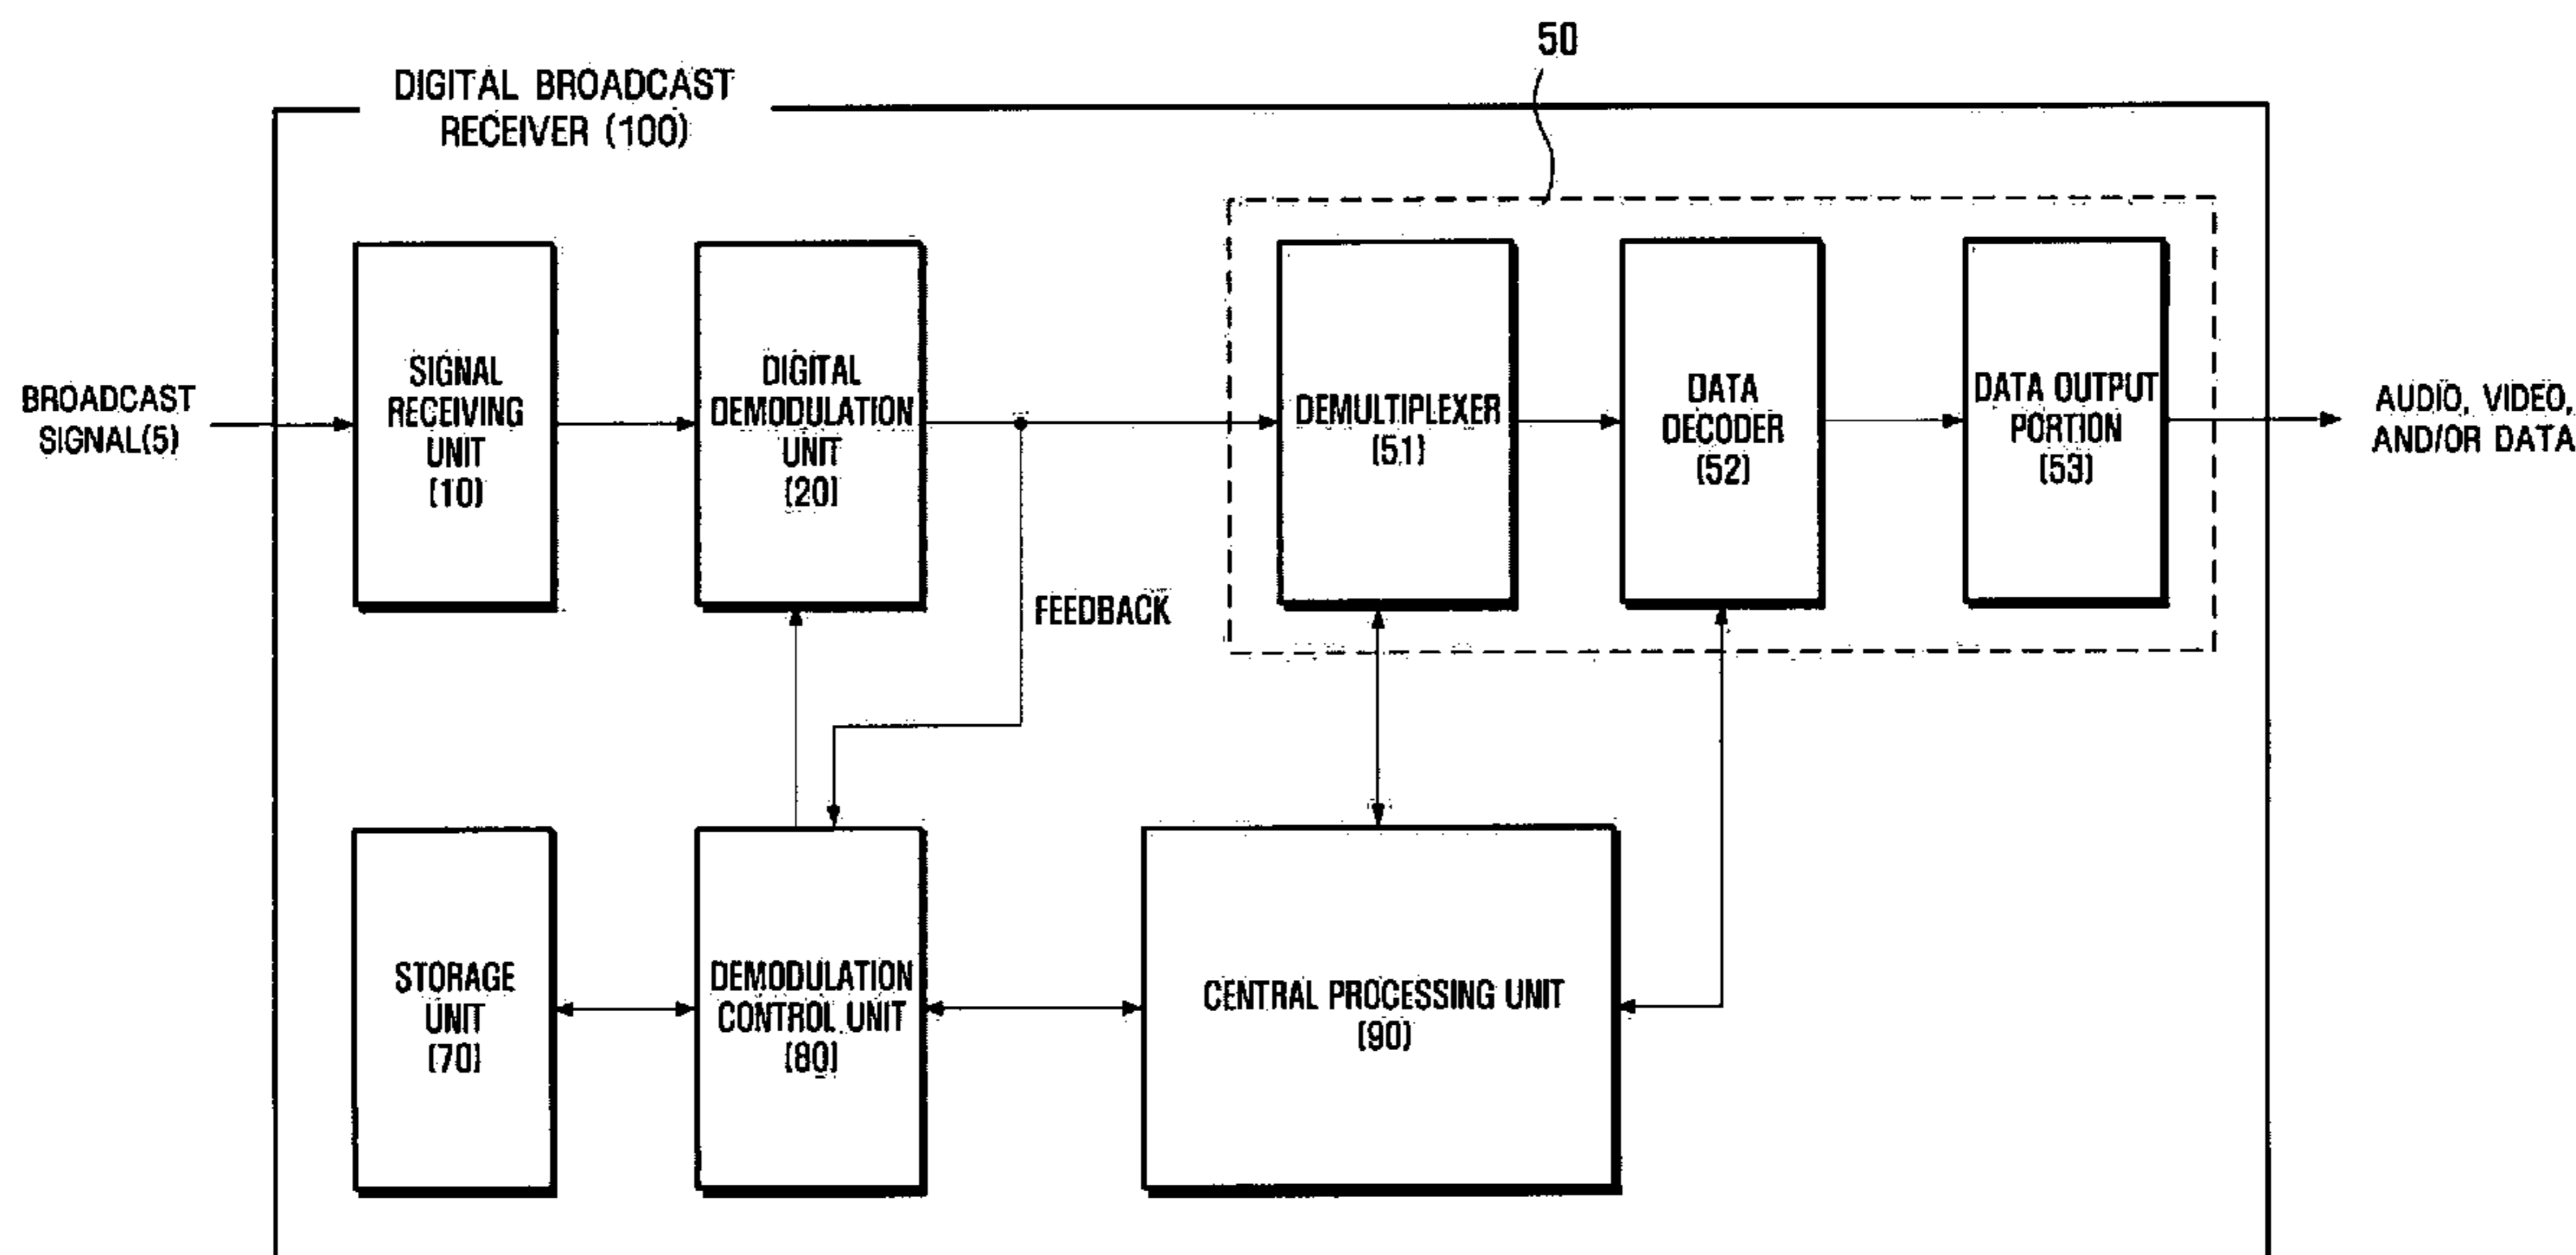 50
DIGITAL BROADCAST
RECEIVER (100)
BROADCAST
SIGNAL(5)
SIGNAL
RECEIVING
UNIT
(10)
DIGITAL
DEMODULATION
UNIT
(20)
DEMULTIPLEXER
(51)
DATA
DECODER
(52)
DATA OUTPUT
PORTION
(53)
AUDIO, VIDEO,
AND/OR DATA
FEEDBACK
STORAGE
UNIT
(70)
DEMODULATION
CONTROL UNIT
(80)
CENTRAL PROCESSING UNIT
(90)